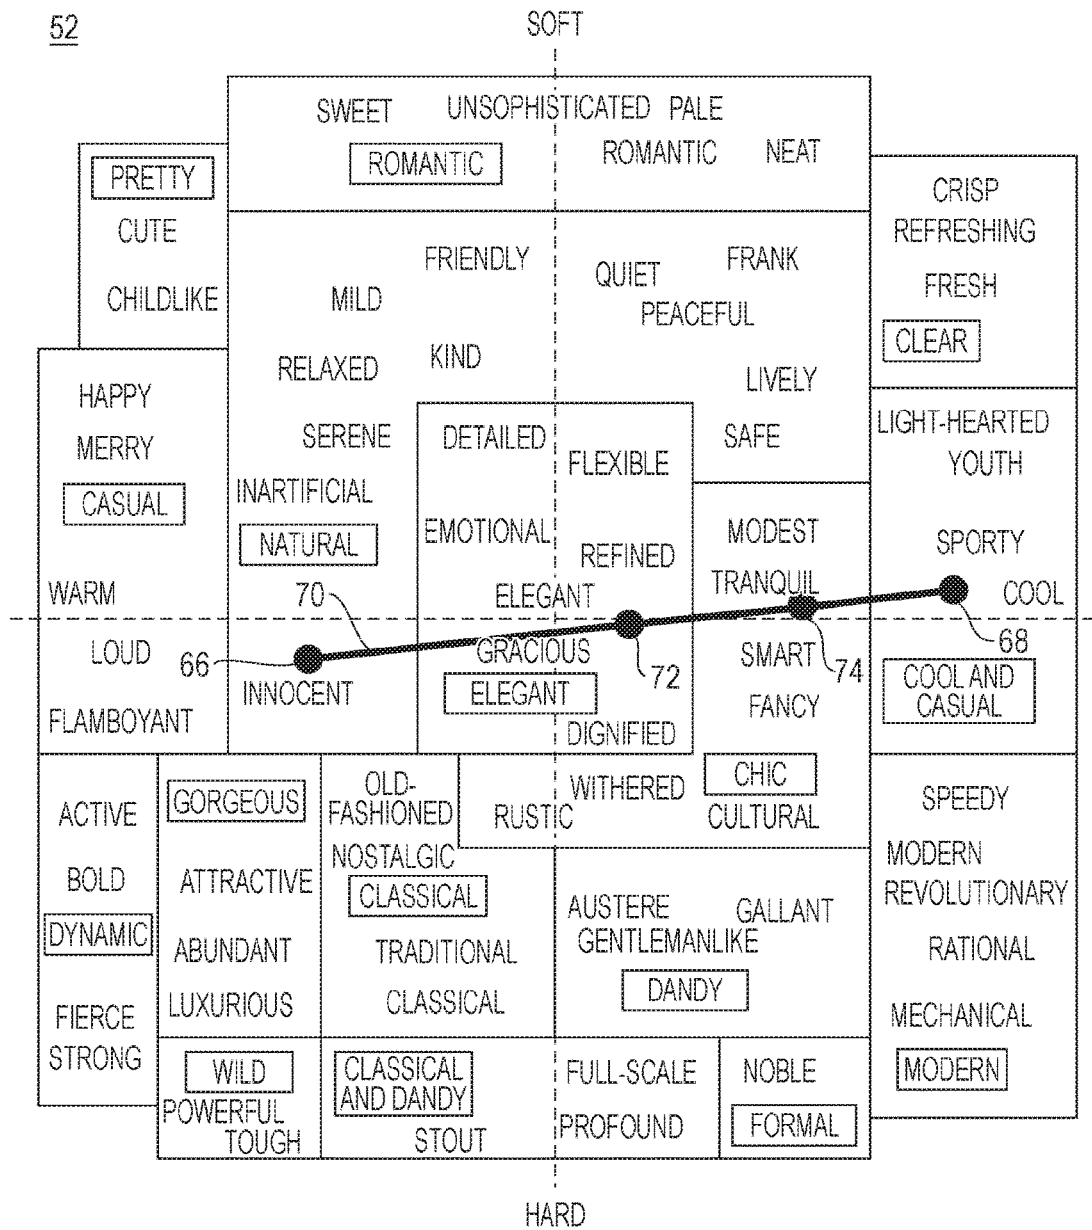 52
SOFT
SWEET
UNSOPHISTICATED
PALE
ROMANTIC
ROMANTIC
NEAT
PRETTY
CUTE
CHILDLIKE
CRISP
REFRESHING
FRESH
CLEAR
FRIENDLY
QUIET
FRANK
MILD
PEACEFUL
RELAXED
KIND
LIVELY
SERENE
SAFE
INARTIFICIAL
NATURAL
HAPPY
MERRY
CASUAL
WARM
LOUD
FLAMBOYANT
DETAILED
FLEXIBLE
EMOTIONAL
REFINED
ELEGANT
GRACIOUS
ELEGANT
DIGNIFIED
MODEST
TRANQUIL
SMART
FANCY
CHIC
CULTURAL
WITHERED
RUSTIC
LIGHT-HEARTED
YOUTH
SPORTY
COOL
COOL AND
CASUAL
70
66
INNOCENT
72
74
68
ACTIVE
BOLD
DYNAMIC
FIERCE
STRONG
GORGEOUS
ATTRACTIVE
ABUNDANT
LUXURIOUS
OLD-
FASHIONED
NOSTALGIC
CLASSICAL
TRADITIONAL
CLASSICAL
AUSTERE
GALLANT
GENTLEMANLIKE
DANDY
SPEEDY
MODERN
REVOLUTIONARY
RATIONAL
MECHANICAL
MODERN
WILD
POWERFUL
TOUGH
CLASSICAL
AND DANDY
STOUT
FULL-SCALE
PROFOUND
NOBLE
FORMAL
HARD